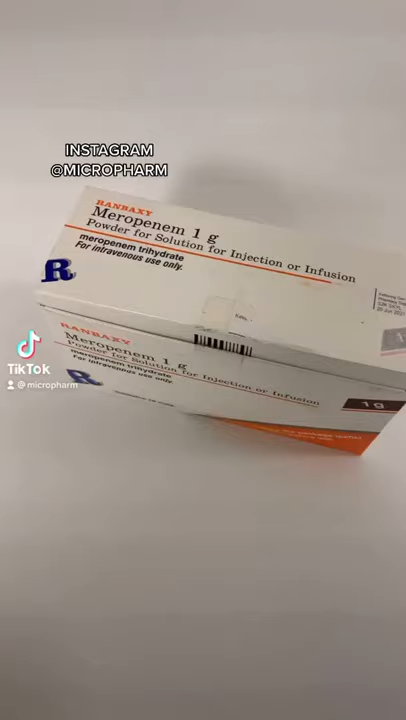 INSTAGRAM
@MICROPHARM
RANBAXY
Meropenem 1 g
Powder for Solution for Injection or Infusion
meropenem trihydrate
For intravenous use only.
R
RANBAXY
Meropenem 1 g
Powder for Solution for Injection or Infusion
meropenem trihydrate
For intravenous use only.
R
1 g
TikTok
@micropharm